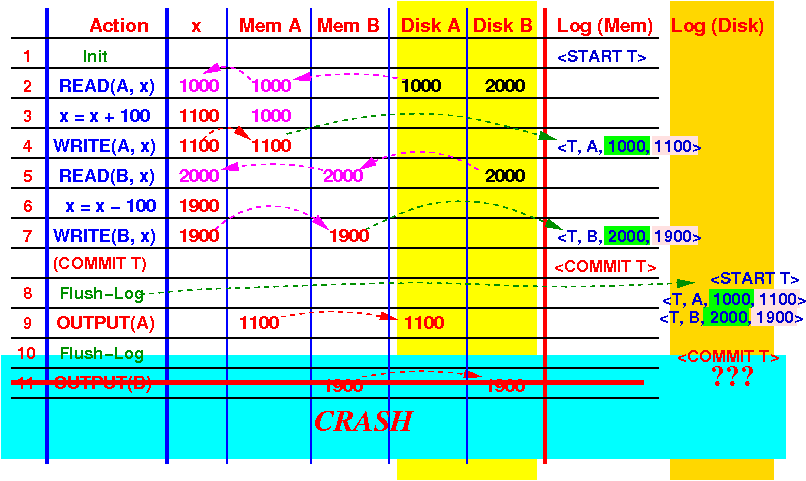 Action x Mem A Mem B Disk A Disk B Log (Mem) Log (Disk)
1 Init <START T>
2 READ(A, x) 1000 1000 1000 2000
3 x = x + 100 1100 1000
4 WRITE(A, x) 1100 1100 <T, A, 1000, 1100>
5 READ(B, x) 2000 2000 2000
6 x = x − 100 1900
7 WRITE(B, x) 1900 1900 <T, B, 2000, 1900>
(COMMIT T) <COMMIT T>
<START T>
8 Flush−Log <T, A, 1000, 1100>
<T, B, 2000, 1900>
9 OUTPUT(A) 1100 1100
10 Flush−Log <COMMIT T>
11 OUTPUT(B) 1900 1900 ???
CRASH